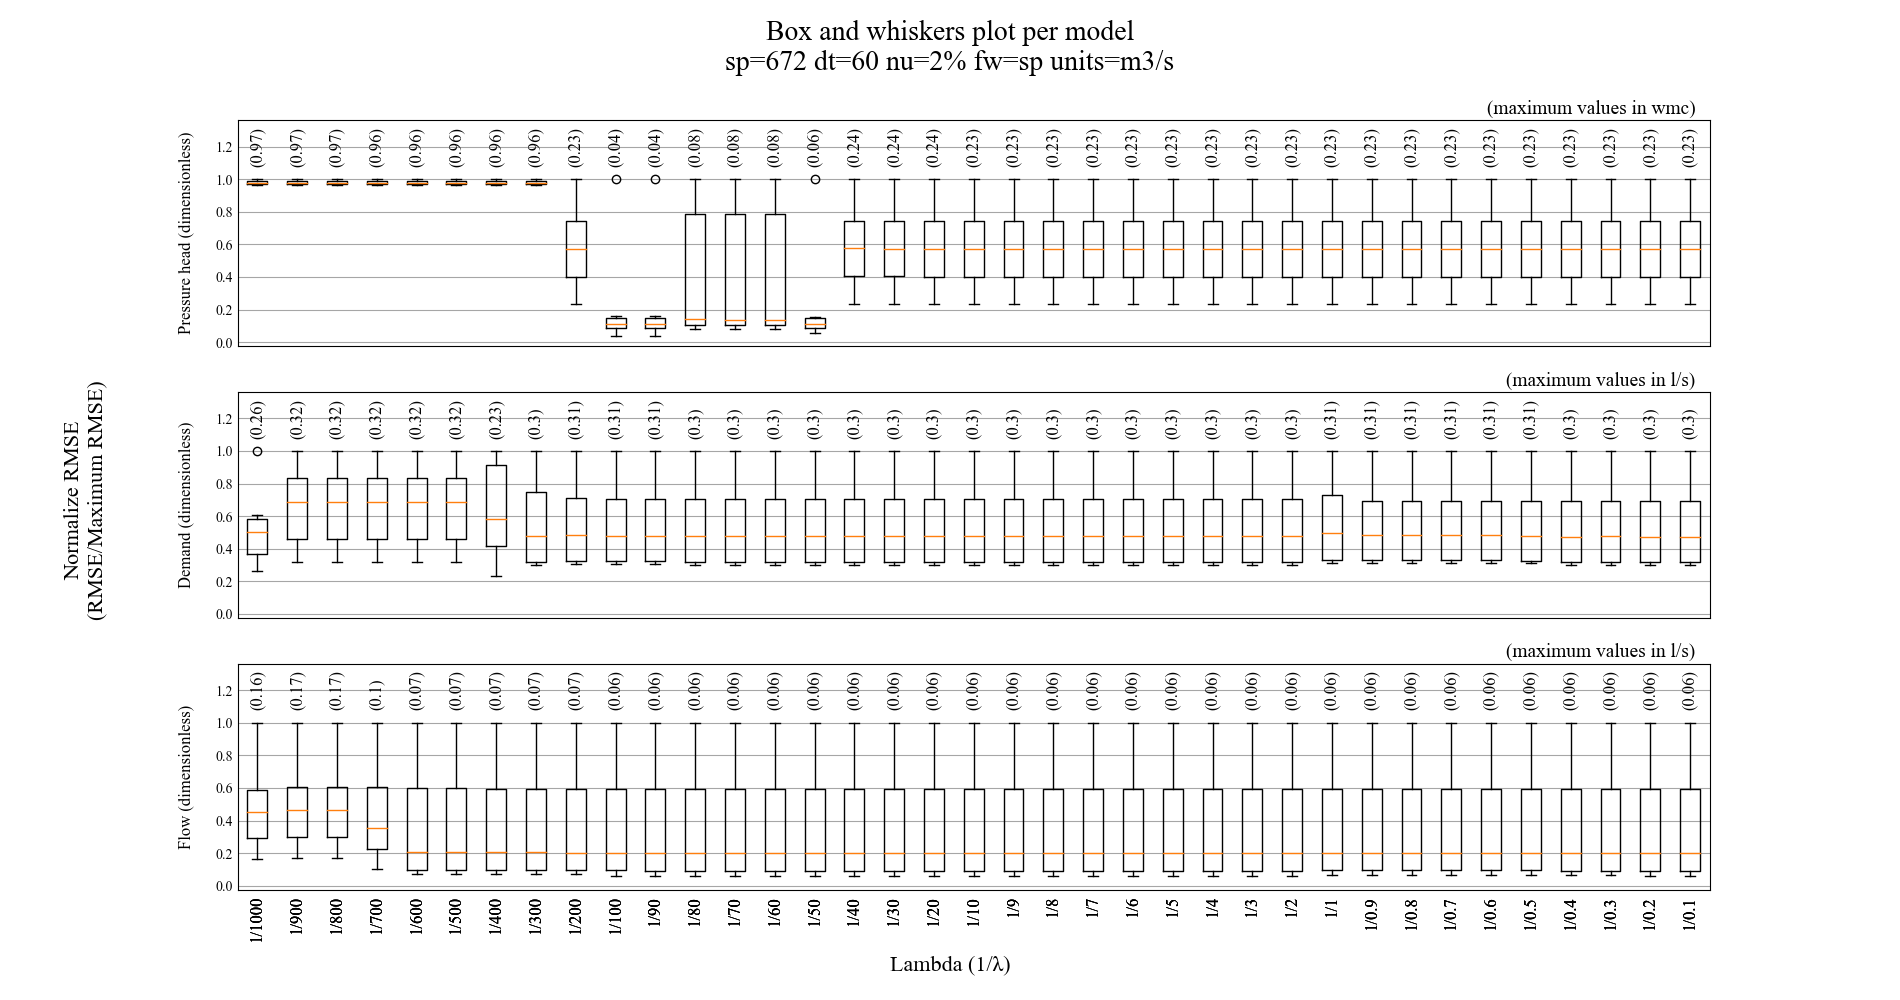 Box and whiskers plot per model
sp=672 dt=60 nu=2% fw=sp units=m3/s
Normalize RMSE
(RMSE/Maximum RMSE)
(maximum values in wmc)
Pressure head (dimensionless)
1.2
1.0
0.8
0.6
0.4
0.2
0.0
(0.97) (0.97) (0.97) (0.96) (0.96) (0.96) (0.96) (0.96) (0.23) (0.04) (0.04) (0.08) (0.08) (0.08) (0.06) (0.24) (0.24) (0.24) (0.23) (0.23) (0.23) (0.23) (0.23) (0.23) (0.23) (0.23) (0.23) (0.23) (0.23) (0.23) (0.23) (0.23) (0.23) (0.23) (0.23) (0.23) (0.23)
(maximum values in l/s)
Demand (dimensionless)
1.2
1.0
0.8
0.6
0.4
0.2
0.0
(0.26) (0.32) (0.32) (0.32) (0.32) (0.32) (0.23) (0.3) (0.31) (0.31) (0.31) (0.3) (0.3) (0.3) (0.3) (0.3) (0.3) (0.3) (0.3) (0.3) (0.3) (0.3) (0.3) (0.3) (0.3) (0.3) (0.3) (0.31) (0.31) (0.31) (0.31) (0.31) (0.31) (0.3) (0.3) (0.3) (0.3)
(maximum values in l/s)
Flow (dimensionless)
1.2
1.0
0.8
0.6
0.4
0.2
0.0
(0.16) (0.17) (0.17) (0.1) (0.07) (0.07) (0.07) (0.07) (0.07) (0.06) (0.06) (0.06) (0.06) (0.06) (0.06) (0.06) (0.06) (0.06) (0.06) (0.06) (0.06) (0.06) (0.06) (0.06) (0.06) (0.06) (0.06) (0.06) (0.06) (0.06) (0.06) (0.06) (0.06) (0.06) (0.06) (0.06) (0.06)
1/1000 1/900 1/800 1/700 1/600 1/500 1/400 1/300 1/200 1/100 1/90 1/80 1/70 1/60 1/50 1/40 1/30 1/20 1/10 1/9 1/8 1/7 1/6 1/5 1/4 1/3 1/2 1/1 1/0.9 1/0.8 1/0.7 1/0.6 1/0.5 1/0.4 1/0.3 1/0.2 1/0.1
Lambda (1/λ)